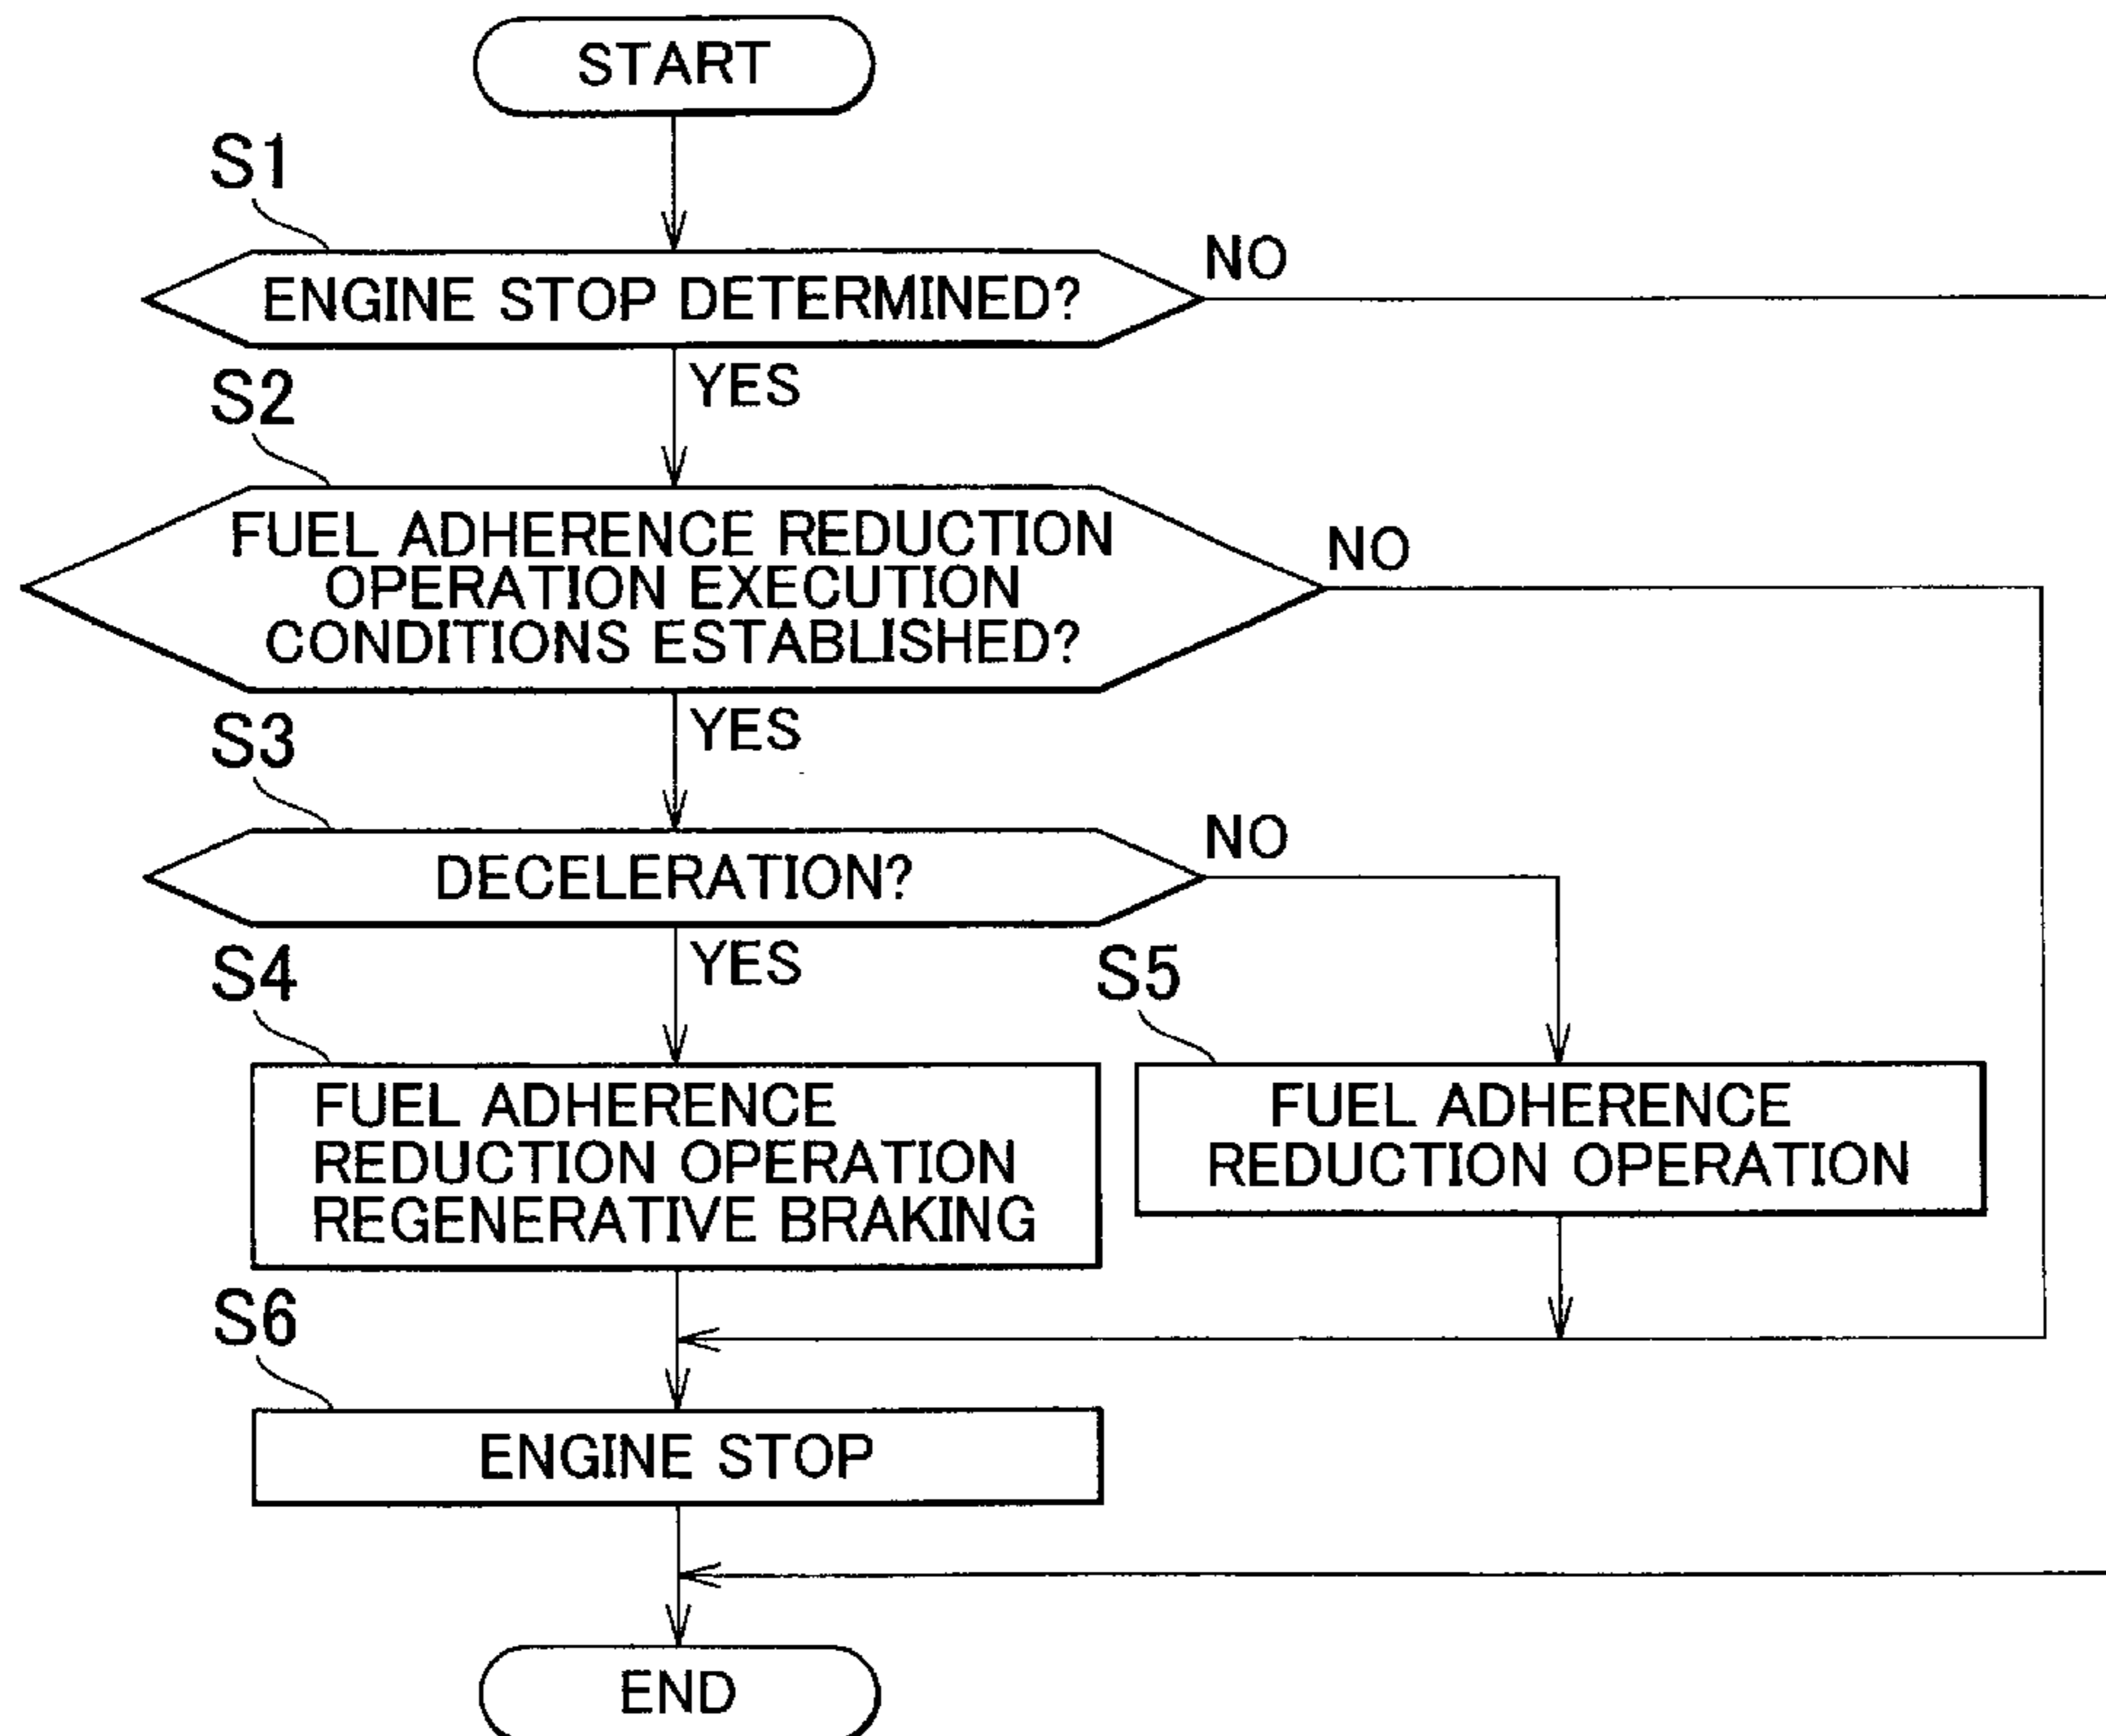 START
S1
ENGINE STOP DETERMINED?
NO
YES
S2
FUEL ADHERENCE REDUCTION
OPERATION EXECUTION
CONDITIONS ESTABLISHED?
NO
YES
S3
DECELERATION?
NO
YES
S4
FUEL ADHERENCE
REDUCTION OPERATION
REGENERATIVE BRAKING
S5
FUEL ADHERENCE
REDUCTION OPERATION
S6
ENGINE STOP
END